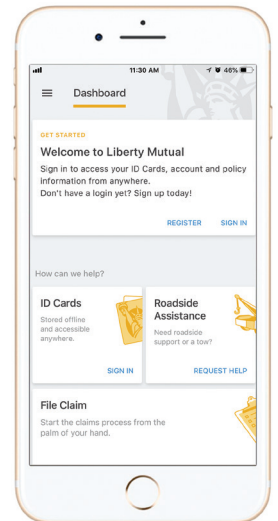 11:30 AM
46%
Dashboard
GET STARTED
Welcome to Liberty Mutual
Sign in to access your ID Cards, account and policy
information from anywhere.
Don't have a login yet? Sign up today!
REGISTER SIGN IN
How can we help?
ID Cards
Stored offline
and accessible
anywhere.
SIGN IN
Roadside
Assistance
Need roadside
support or a tow?
REQUEST HELP
File Claim
Start the claims process from the
palm of your hand.